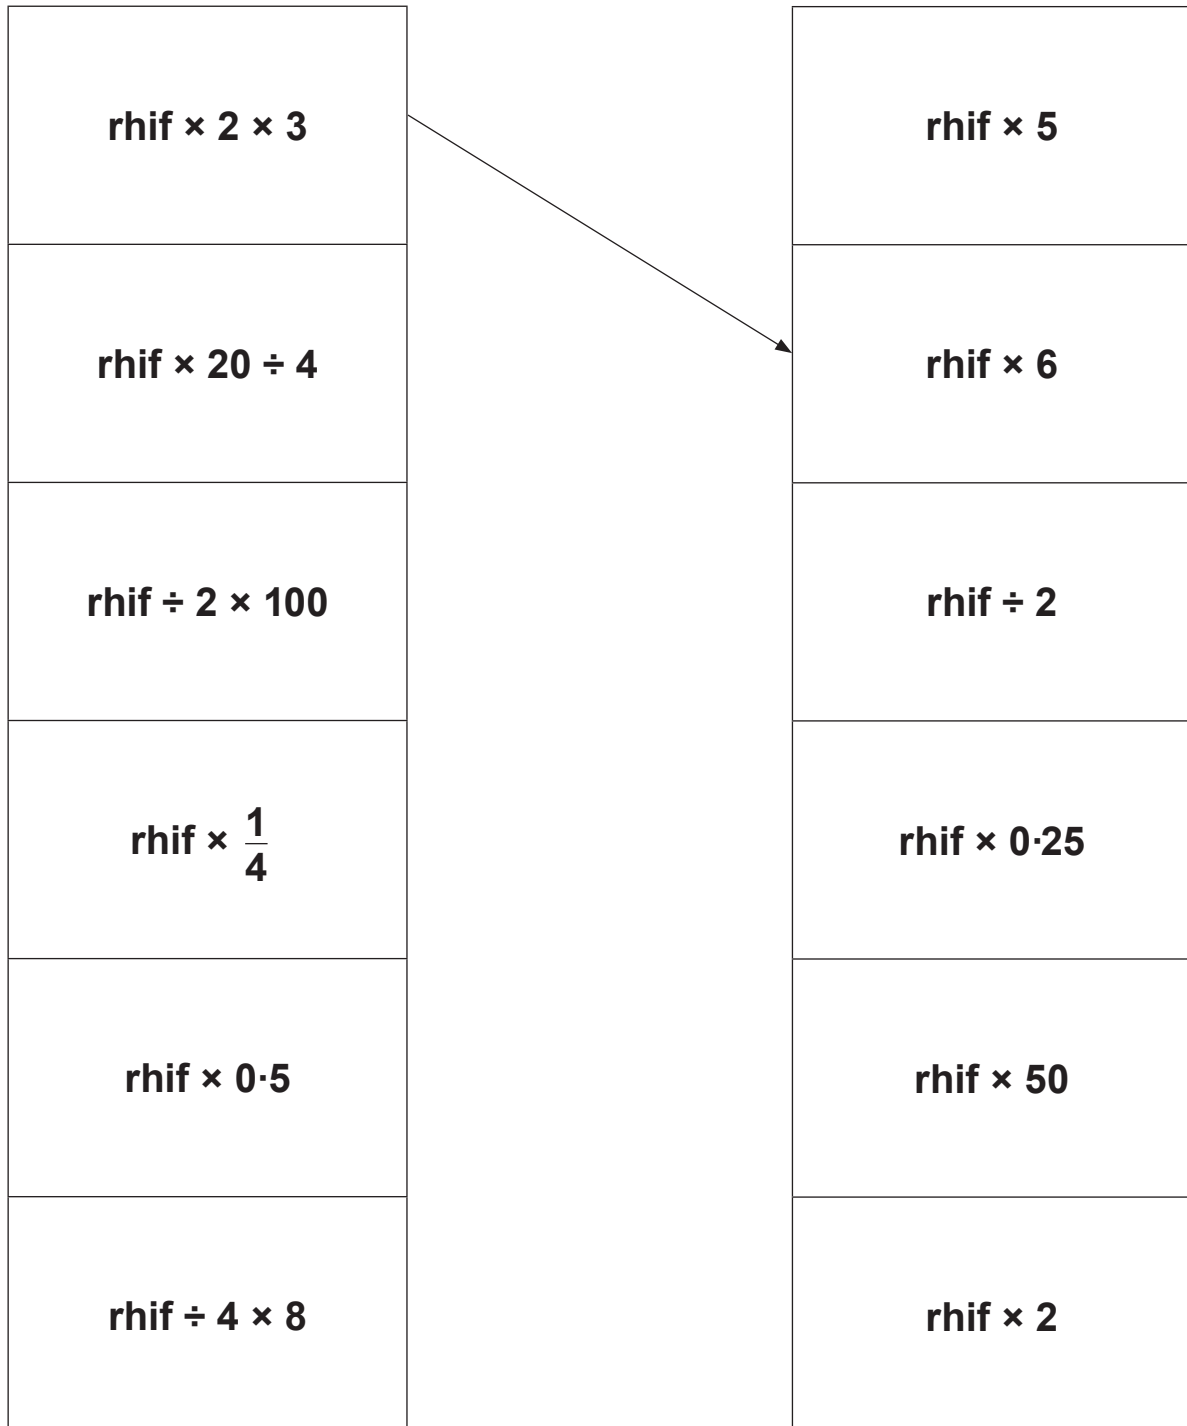 rhif × 2 × 3
rhif × 5
rhif × 20 ÷ 4
rhif × 6
rhif ÷ 2 × 100
rhif ÷ 2
rhif × 1/4
rhif × 0·25
rhif × 0·5
rhif × 50
rhif ÷ 4 × 8
rhif × 2